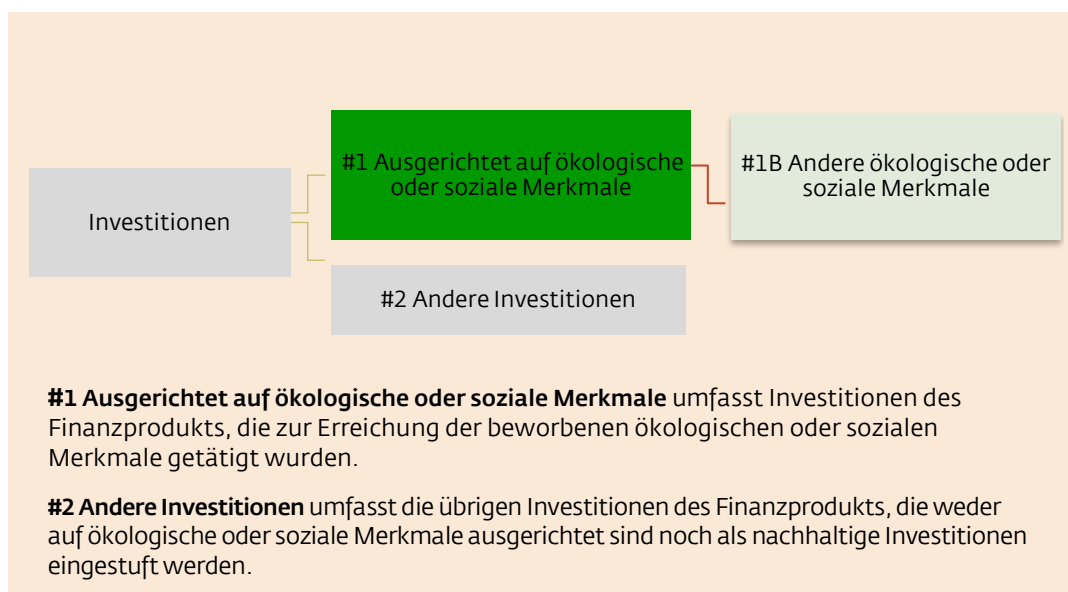 #1 Ausgerichtet auf ökologische
oder soziale Merkmale
#1B Andere ökologische oder
soziale Merkmale
Investitionen
#2 Andere Investitionen
#1 Ausgerichtet auf ökologische oder soziale Merkmale umfasst Investitionen des
Finanzprodukts, die zur Erreichung der beworbenen ökologischen oder sozialen
Merkmale getätigt wurden.
#2 Andere Investitionen umfasst die übrigen Investitionen des Finanzprodukts, die weder
auf ökologische oder soziale Merkmale ausgerichtet sind noch als nachhaltige Investitionen
eingestuft werden.